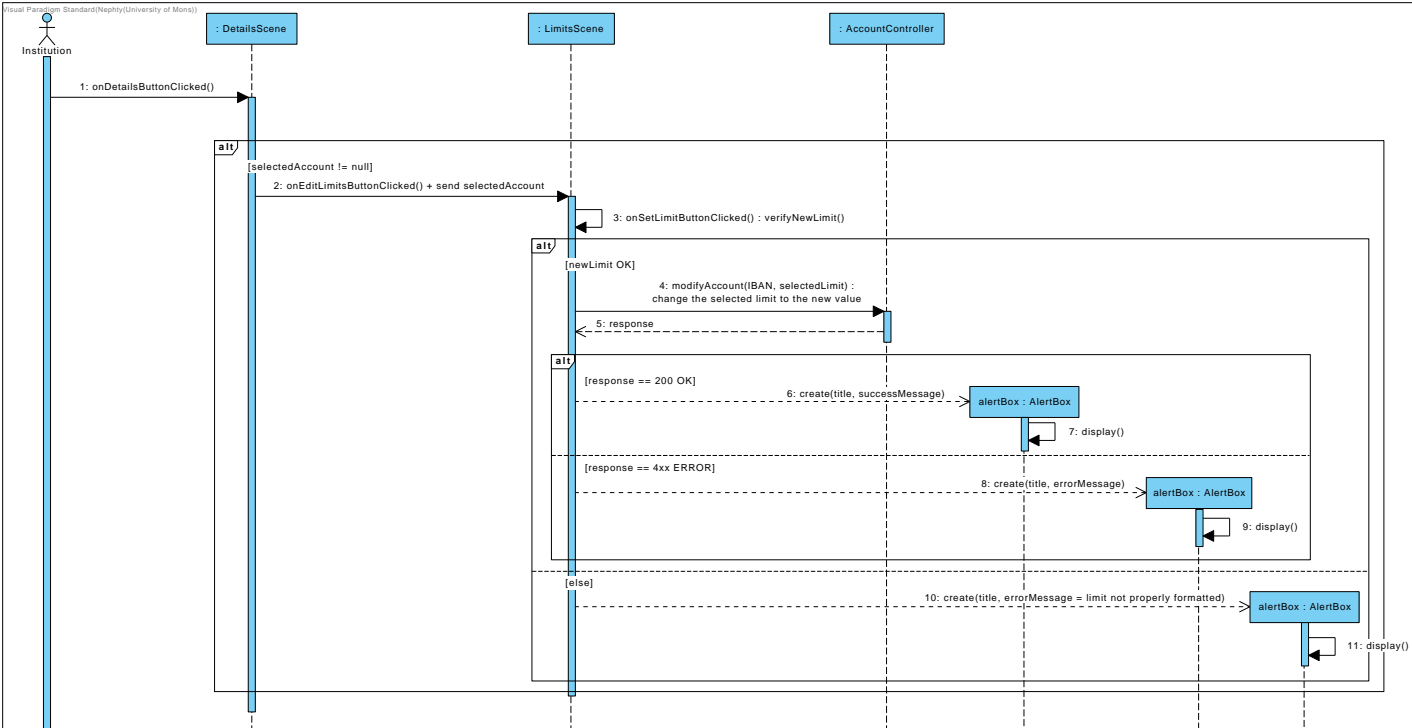 Visual Paradigm Standard(Nephty(University of Mons))
Institution
: DetailsScene
: LimitsScene
: AccountController
1: onDetailsButtonClicked()
alt
[selectedAccount != null]
2: onEditLimitsButtonClicked() + send selectedAccount
3: onSetLimitButtonClicked() : verifyNewLimit()
alt
[newLimit OK]
4: modifyAccount(IBAN, selectedLimit) :
change the selected limit to the new value
5: response
alt
[response == 200 OK]
6: create(title, successMessage)
alertBox : AlertBox
7: display()
[response == 4xx ERROR]
8: create(title, errorMessage)
alertBox : AlertBox
9: display()
[else]
10: create(title, errorMessage = limit not properly formatted)
alertBox : AlertBox
11: display()